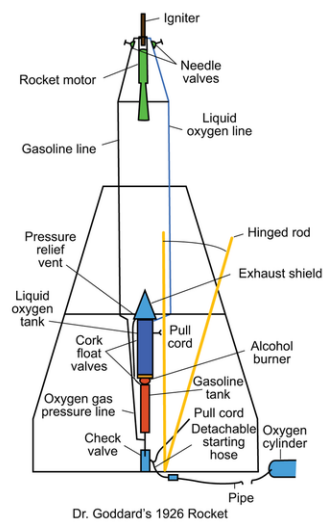 Igniter
Needle
valves
Rocket motor
Liquid
oxygen line
Gasoline line
Hinged rod
Pressure
relief
vent
Exhaust shield
Liquid
oxygen
tank
Pull
cord
Cork
float
valves
Alcohol
burner
Gasoline
tank
Oxygen gas
pressure line
Pull cord
Detachable
starting
hose
Oxygen
cylinder
Check
valve
Pipe
Dr. Goddard's 1926 Rocket